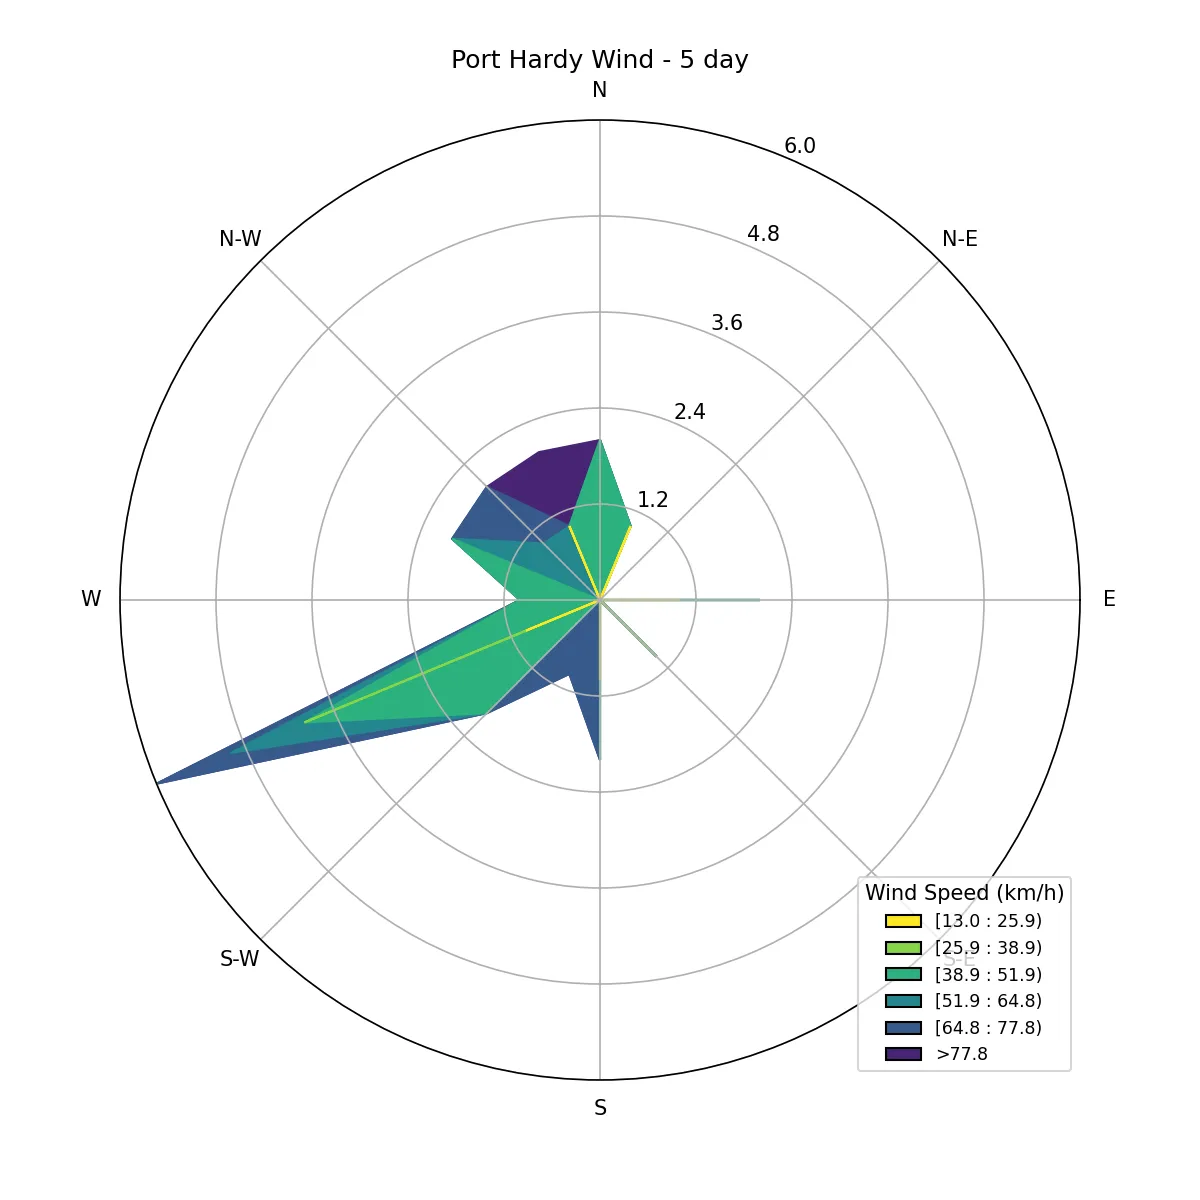 Port Hardy Wind - 5 day
N
6.0
N-W
N-E
4.8
3.6
2.4
1.2
W
E
S-W
S-E
S
Wind Speed (km/h)
[13.0 : 25.9)
[25.9 : 38.9)
[38.9 : 51.9)
[51.9 : 64.8)
[64.8 : 77.8)
>77.8